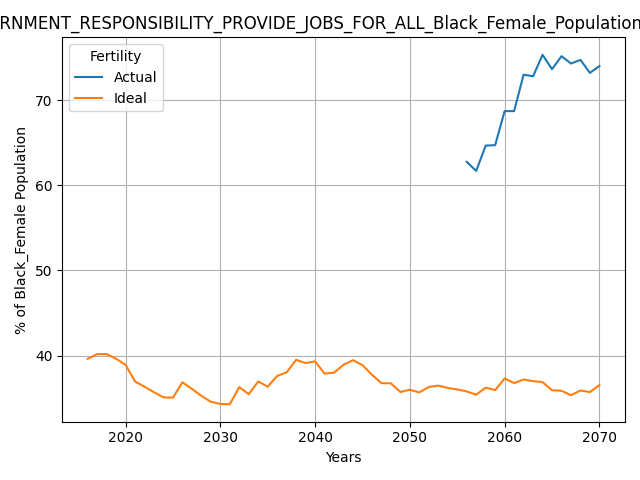 RNMENT_RESPONSIBILITY_PROVIDE_JOBS_FOR_ALL_Black_Female_Population
Fertility
Actual
Ideal
% of Black_Female Population
70
60
50
40
2020 2030 2040 2050 2060 2070
Years